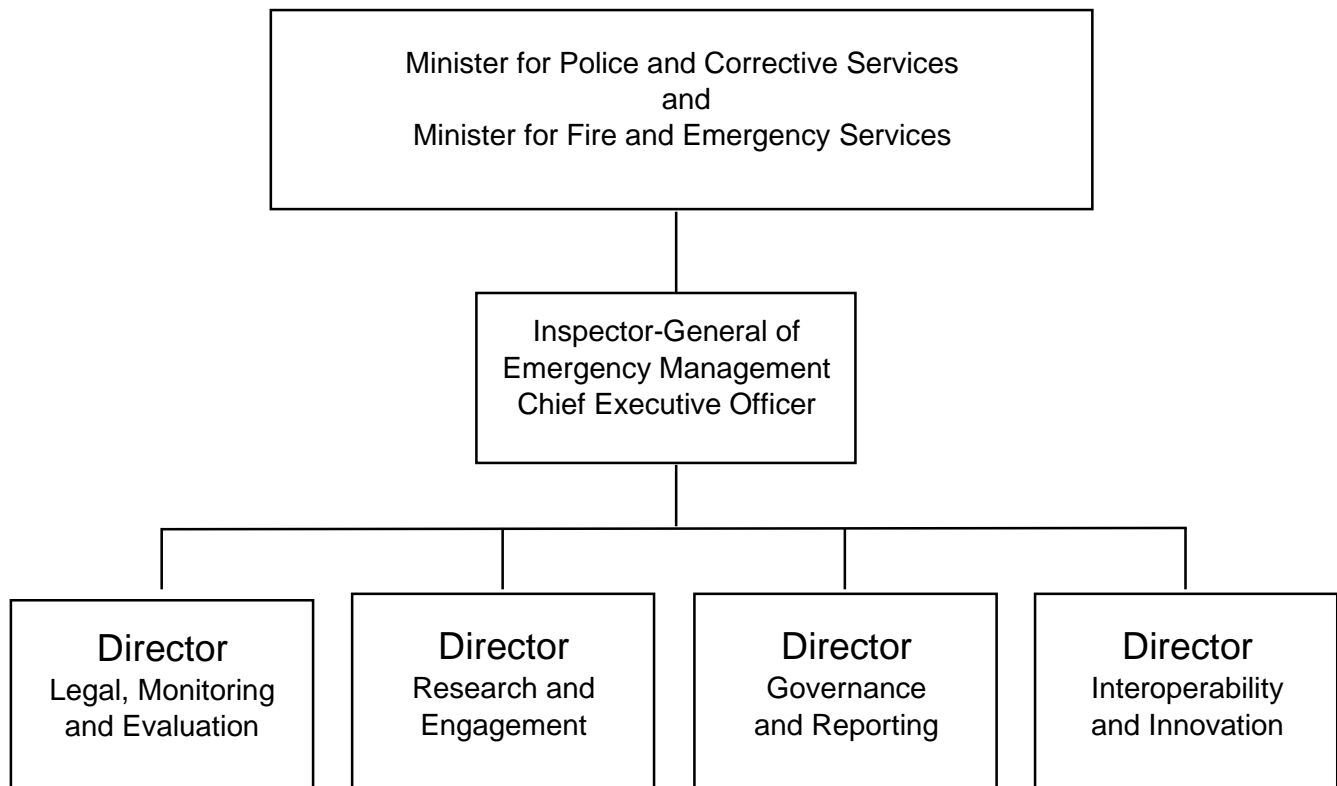 Minister for Police and Corrective Services
and
Minister for Fire and Emergency Services
Inspector-General of
Emergency Management
Chief Executive Officer
Director
Legal, Monitoring
and Evaluation
Director
Research and
Engagement
Director
Governance
and Reporting
Director
Interoperability
and Innovation